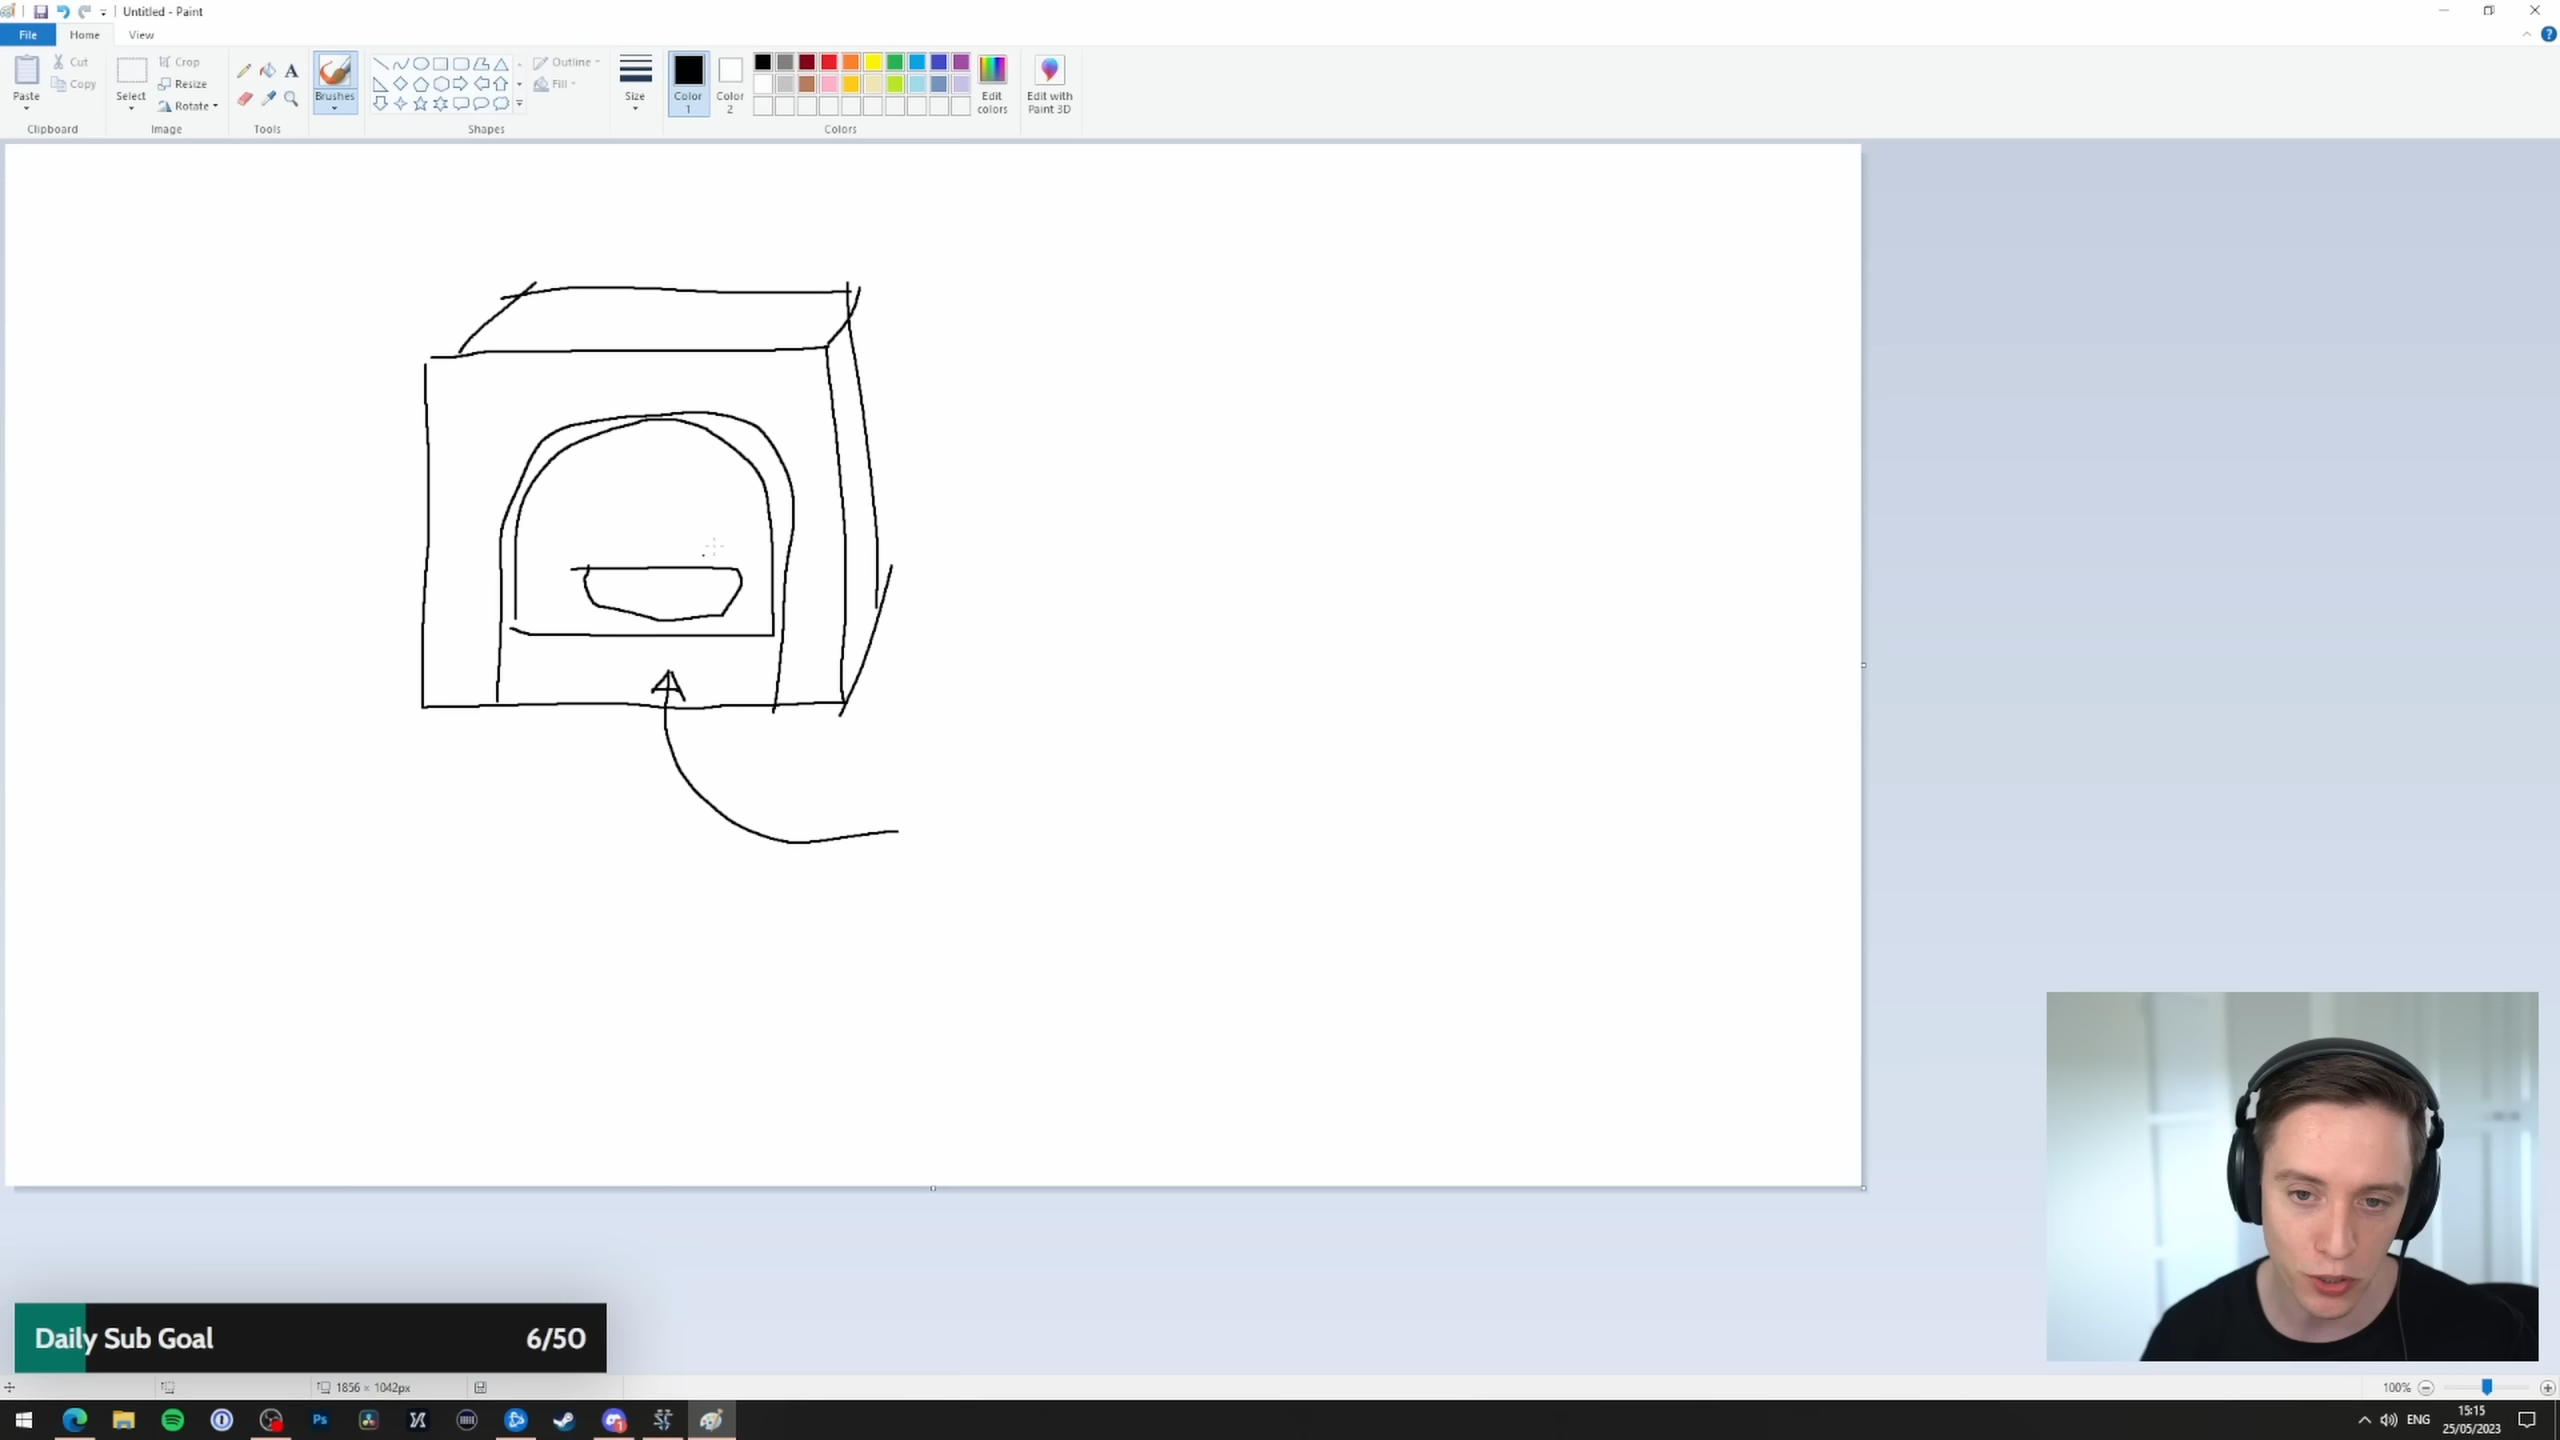 Untitled - Paint
File Home View
Paste Cut Copy
Clipboard
Select Crop Resize Rotate
Image
A
Tools
Brushes
Outline Fill
Shapes
Size
Color 1
Color 2
Edit colors
Colors
Edit with Paint 3D
Daily Sub Goal 6/50
1856 × 1042px
100%
Ps
1
ENG
15:15
25/05/2023